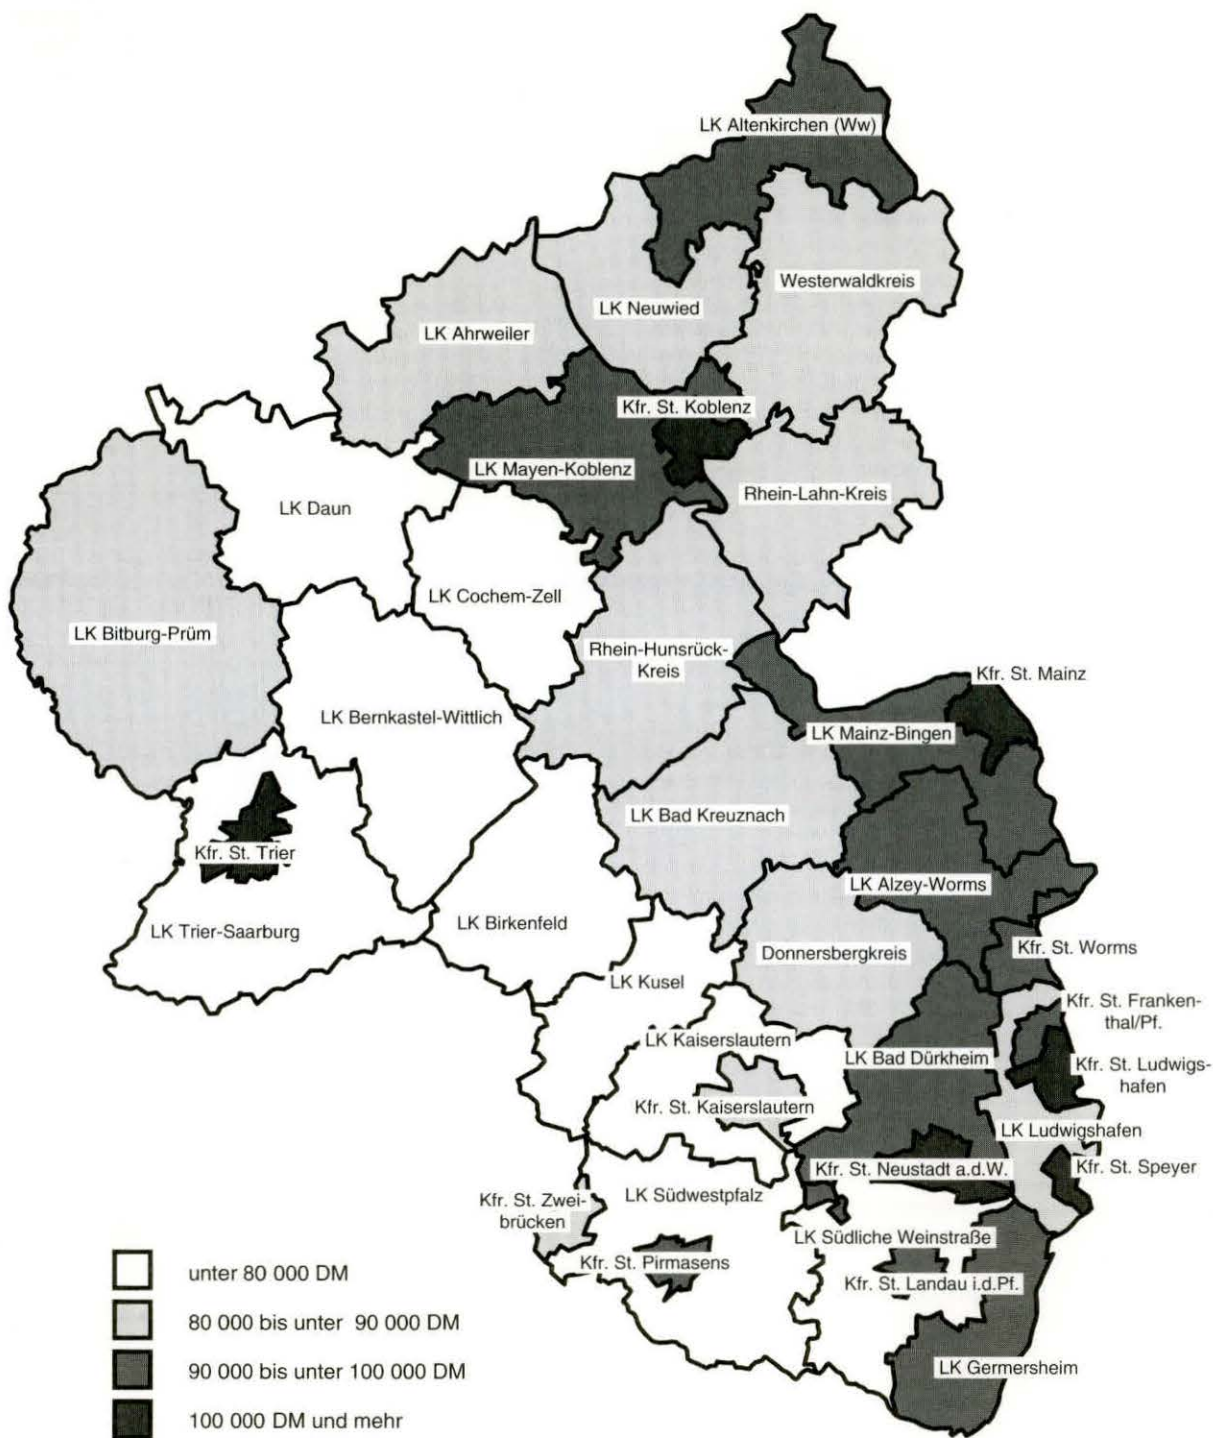 LK Altenkirchen (Ww)
Westerwaldkreis
LK Neuwied
LK Ahrweiler
Kfr. St. Koblenz
LK Mayen-Koblenz
Rhein-Lahn-Kreis
LK Daun
LK Cochem-Zell
LK Bitburg-Prüm
Rhein-Hunsrück-
Kreis
Kfr. St. Mainz
LK Bernkastel-Wittlich
LK Mainz-Bingen
LK Bad Kreuznach
Kfr. St. Trier
LK Alzey-Worms
LK Birkenfeld
LK Trier-Saarburg
Donnersbergkreis
Kfr. St. Worms
LK Kusel
Kfr. St. Franken-
thal/Pf.
LK Kaiserslautern
LK Bad Dürkheim
Kfr. St. Ludwigs-
hafen
Kfr. St. Kaiserslautern
LK Ludwigshafen
Kfr. St. Neustadt a.d.W.
Kfr. St. Speyer
LK Südwestpfalz
Kfr. St. Zwei-
brücken
LK Südliche Weinstraße
Kfr. St. Pirmasens
Kfr. St. Landau i.d.Pf.
LK Germersheim
unter 80 000 DM
80 000 bis unter 90 000 DM
90 000 bis unter 100 000 DM
100 000 DM und mehr